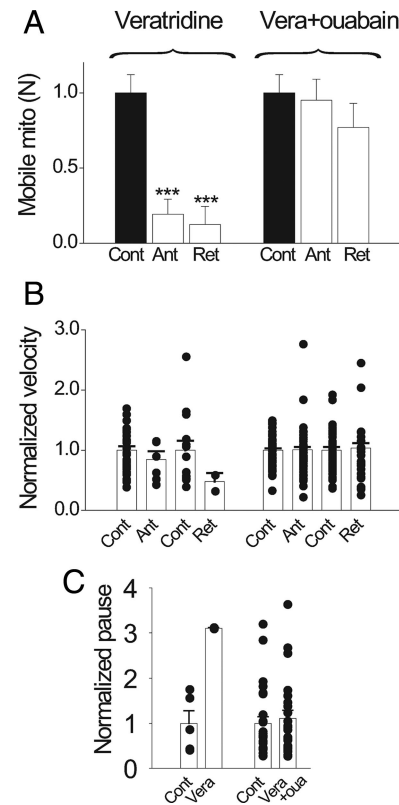 A
Veratridine Vera+ouabain
Mobile mito (N)
1.0
0.5
0.0
*** ***
Cont Ant Ret Cont Ant Ret
B
Normalized velocity
3.0
2.0
1.0
0.0
Cont Ant Cont Ret Cont Ant Cont Ret
C
Normalized pause
4
3
2
1
0
Cont Vera Cont Vera +oua